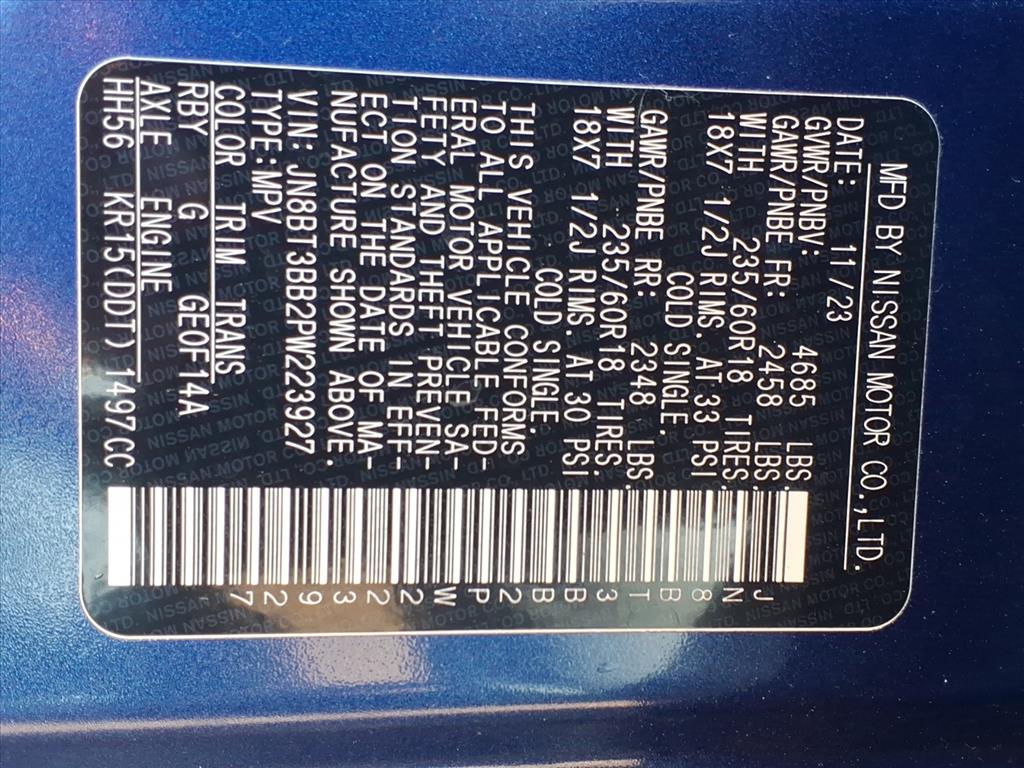 MFD BY NISSAN MOTOR CO.,LTD.
DATE: 11/23
GVWR/PNBV: 4685 LBS.
GAWR/PNBE FR: 2458 LBS.
WITH 235/60R18 TIRES.
18X7 1/2J RIMS. AT 33 PSI
COLD SINGLE.
GAWR/PNBE RR: 2348 LBS.
WITH 235/60R18 TIRES.
18X7 1/2J RIMS. AT 30 PSI
COLD SINGLE.
THIS VEHICLE CONFORMS
TO ALL APPLICABLE FED-
ERAL MOTOR VEHICLE SA-
FETY AND THEFT PREVEN-
TION STANDARDS IN EFF-
ECT ON THE DATE OF MA-
NUFACTURE SHOWN ABOVE.
VIN: JN8BT3BB2PW223927
TYPE:MPV
COLOR TRIM TRANS
RBY G GE0F14A
AXLE ENGINE
HH56 KR15(DDT) 1497CC
JN8BT3BB2PW223927